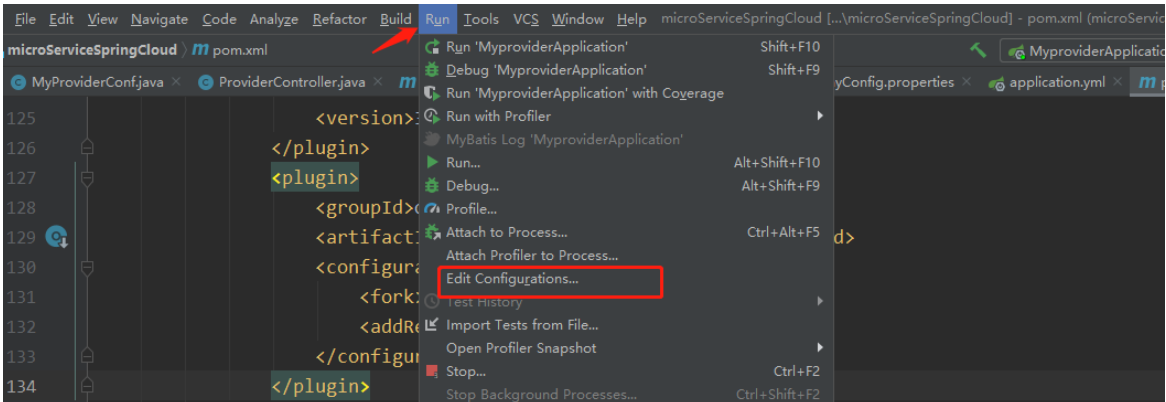 File Edit View Navigate Code Analyze Refactor Build Run Tools VCS Window Help microServiceSpringCloud [...\microServiceSpringCloud] - pom.xml (microServic
microServiceSpringCloud pom.xml
MyproviderApplicatio
MyProviderConf.java ProviderController.java
yConfig.properties application.yml
Run 'MyproviderApplication' Shift+F10
Debug 'MyproviderApplication' Shift+F9
Run 'MyproviderApplication' with Coverage
Run with Profiler
MyBatis Log 'MyproviderApplication'
Run... Alt+Shift+F10
Debug... Alt+Shift+F9
Profile...
Attach to Process... Ctrl+Alt+F5
Attach Profiler to Process...
Edit Configurations...
Test History
Import Tests from File...
Open Profiler Snapshot
Stop... Ctrl+F2
Stop Background Processes... Ctrl+Shift+F2
125 <version>
126 </plugin>
127 <plugin>
128 <groupId>
129 <artifactI d>
130 <configura
131 <fork>
132 <addRe
133 </configur
134 </plugin>